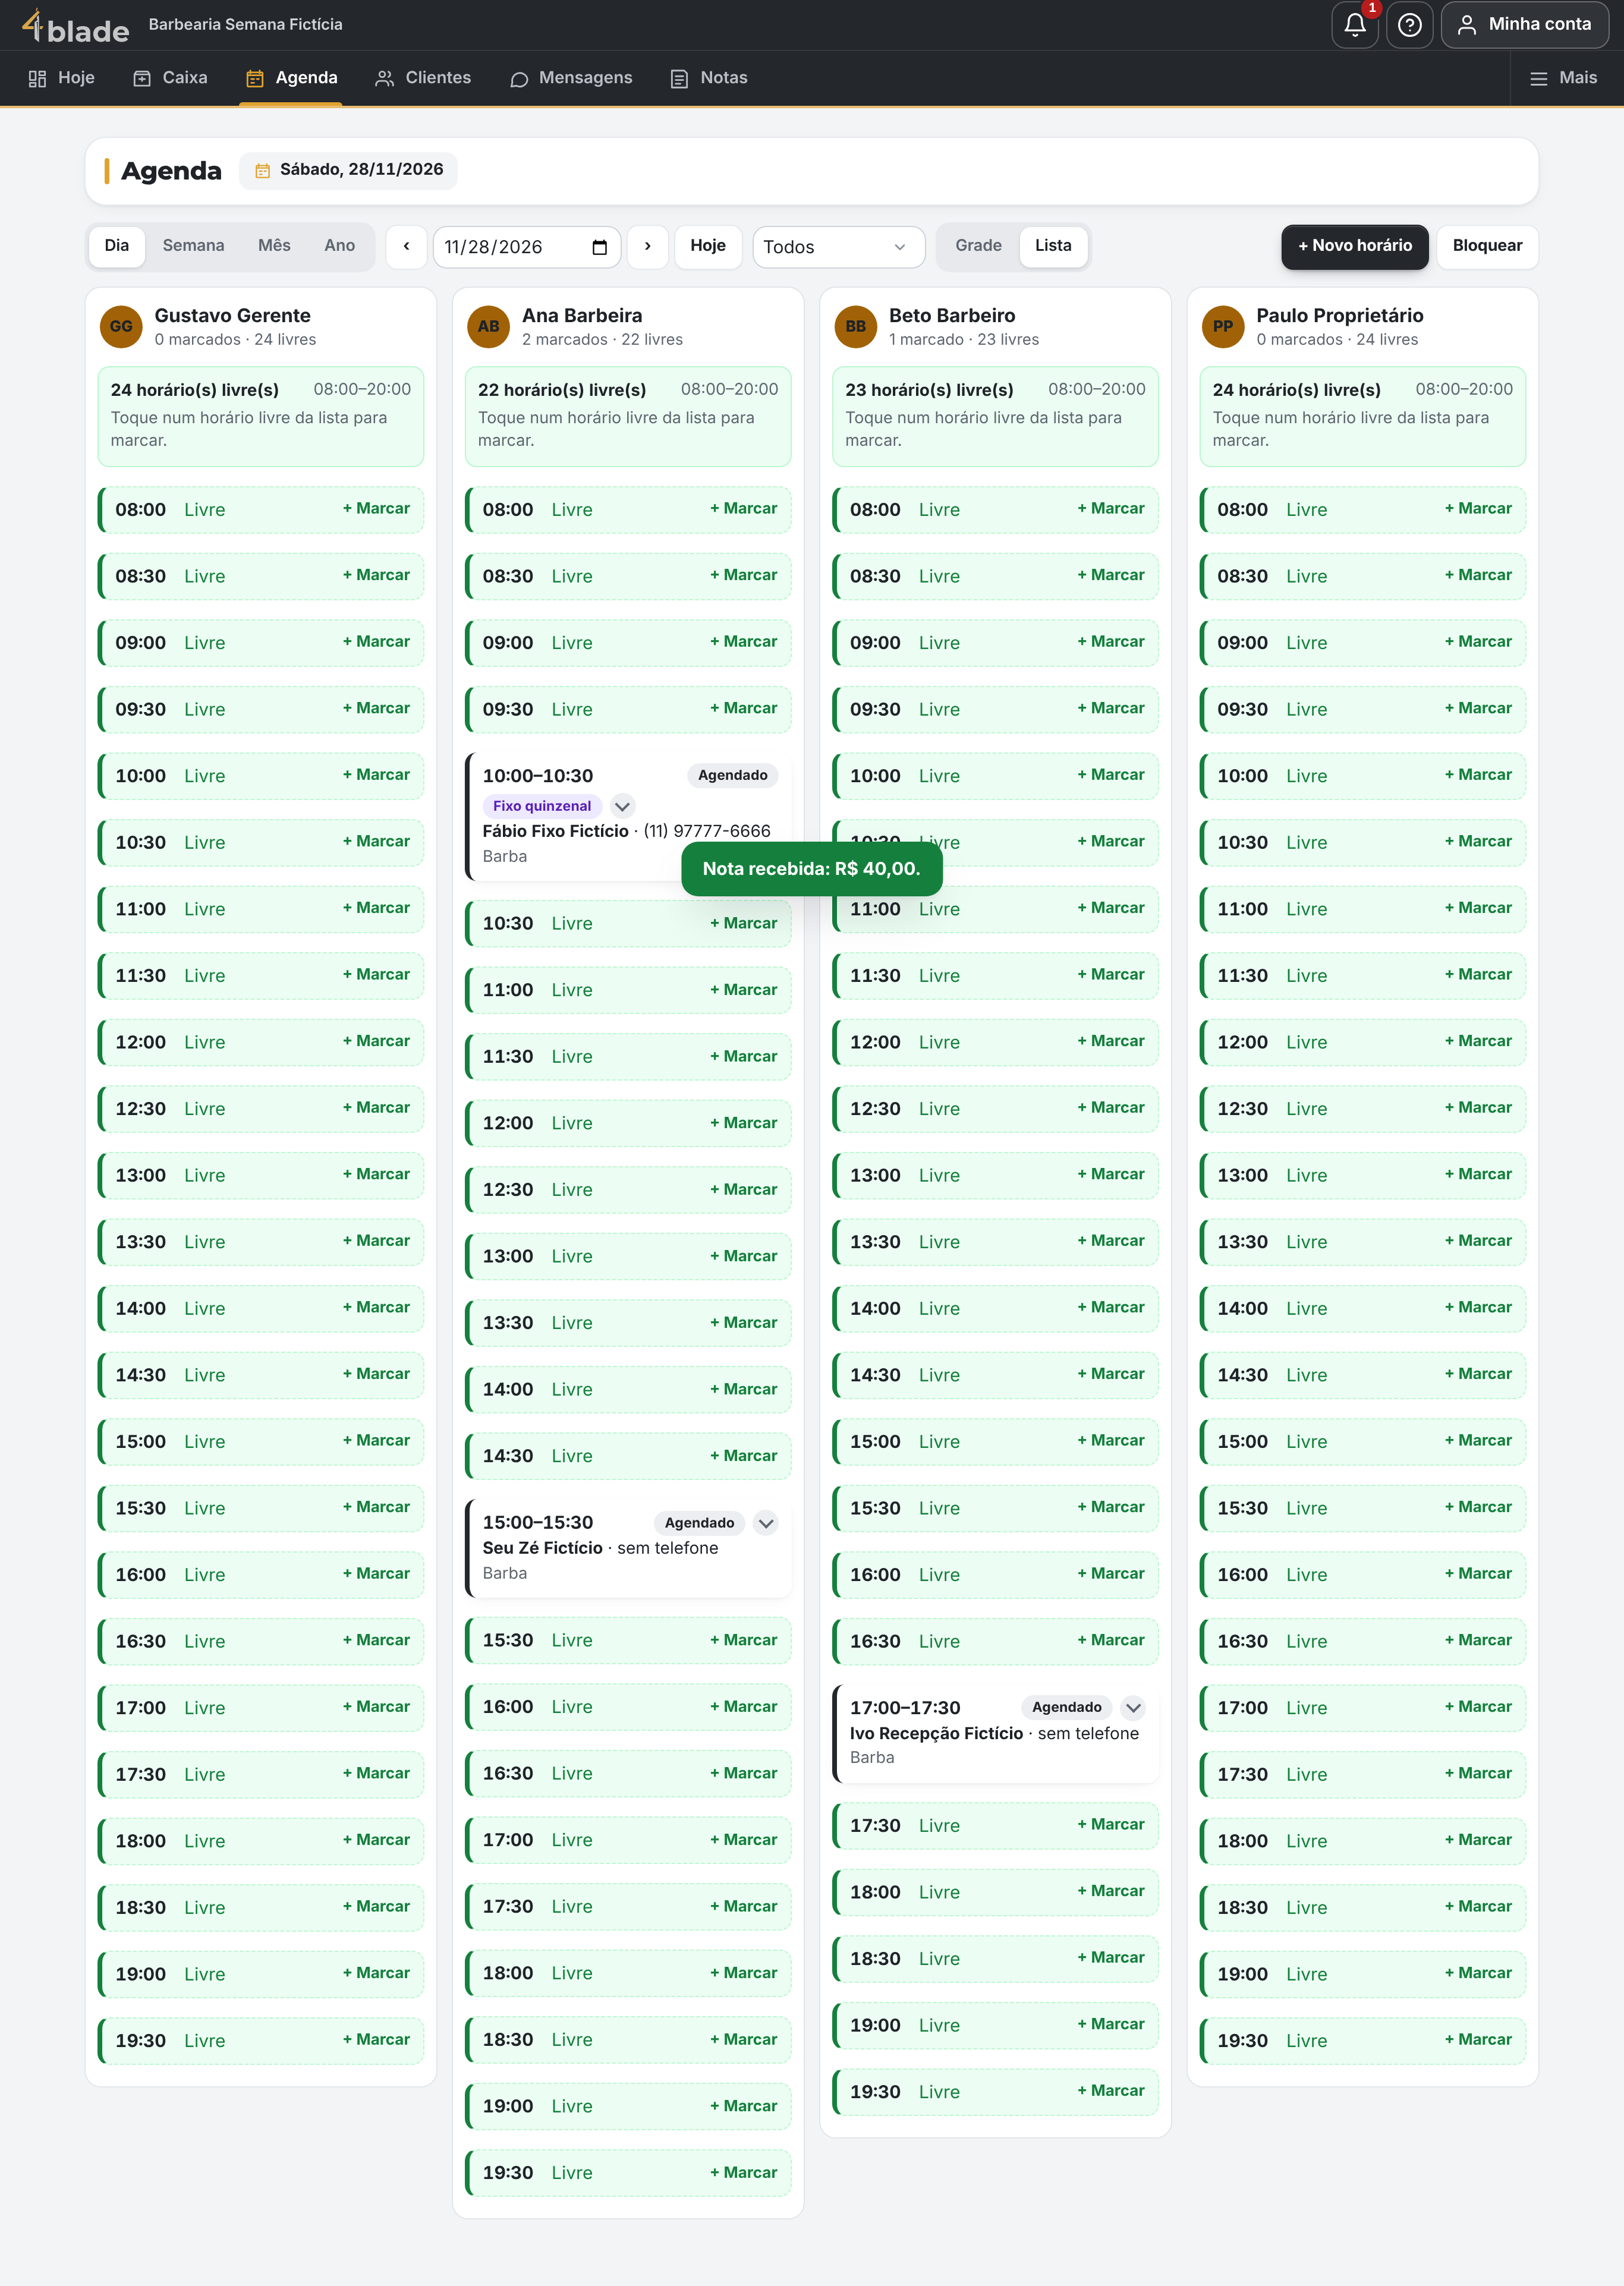 4blade
Barbearia Semana Fictícia
1
Minha conta
Hoje
Caixa
Agenda
Clientes
Mensagens
Notas
Mais
Agenda
Sábado, 28/11/2026
Dia
Semana
Mês
Ano
‹
11/28/2026
›
Hoje
Todos
Grade
Lista
+ Novo horário
Bloquear
GG
Gustavo Gerente
0 marcados · 24 livres
24 horário(s) livre(s) 08:00–20:00
Toque num horário livre da lista para
marcar.
08:00 Livre + Marcar
08:30 Livre + Marcar
09:00 Livre + Marcar
09:30 Livre + Marcar
10:00 Livre + Marcar
10:30 Livre + Marcar
11:00 Livre + Marcar
11:30 Livre + Marcar
12:00 Livre + Marcar
12:30 Livre + Marcar
13:00 Livre + Marcar
13:30 Livre + Marcar
14:00 Livre + Marcar
14:30 Livre + Marcar
15:00 Livre + Marcar
15:30 Livre + Marcar
16:00 Livre + Marcar
16:30 Livre + Marcar
17:00 Livre + Marcar
17:30 Livre + Marcar
18:00 Livre + Marcar
18:30 Livre + Marcar
19:00 Livre + Marcar
19:30 Livre + Marcar
AB
Ana Barbeira
2 marcados · 22 livres
22 horário(s) livre(s) 08:00–20:00
Toque num horário livre da lista para
marcar.
08:00 Livre + Marcar
08:30 Livre + Marcar
09:00 Livre + Marcar
09:30 Livre + Marcar
10:00–10:30 Agendado
Fixo quinzenal
Fábio Fixo Fictício · (11) 97777-6666
Barba
10:30 Livre + Marcar
11:00 Livre + Marcar
11:30 Livre + Marcar
12:00 Livre + Marcar
12:30 Livre + Marcar
13:00 Livre + Marcar
13:30 Livre + Marcar
14:00 Livre + Marcar
14:30 Livre + Marcar
15:00–15:30 Agendado
Seu Zé Fictício · sem telefone
Barba
15:30 Livre + Marcar
16:00 Livre + Marcar
16:30 Livre + Marcar
17:00 Livre + Marcar
17:30 Livre + Marcar
18:00 Livre + Marcar
18:30 Livre + Marcar
19:00 Livre + Marcar
19:30 Livre + Marcar
BB
Beto Barbeiro
1 marcado · 23 livres
23 horário(s) livre(s) 08:00–20:00
Toque num horário livre da lista para
marcar.
08:00 Livre + Marcar
08:30 Livre + Marcar
09:00 Livre + Marcar
09:30 Livre + Marcar
10:00 Livre + Marcar
10:30 Livre + Marcar
Nota recebida: R$ 40,00.
11:00 Livre + Marcar
11:30 Livre + Marcar
12:00 Livre + Marcar
12:30 Livre + Marcar
13:00 Livre + Marcar
13:30 Livre + Marcar
14:00 Livre + Marcar
14:30 Livre + Marcar
15:00 Livre + Marcar
15:30 Livre + Marcar
16:00 Livre + Marcar
16:30 Livre + Marcar
17:00–17:30 Agendado
Ivo Recepção Fictício · sem telefone
Barba
17:30 Livre + Marcar
18:00 Livre + Marcar
18:30 Livre + Marcar
19:00 Livre + Marcar
19:30 Livre + Marcar
PP
Paulo Proprietário
0 marcados · 24 livres
24 horário(s) livre(s) 08:00–20:00
Toque num horário livre da lista para
marcar.
08:00 Livre + Marcar
08:30 Livre + Marcar
09:00 Livre + Marcar
09:30 Livre + Marcar
10:00 Livre + Marcar
10:30 Livre + Marcar
11:00 Livre + Marcar
11:30 Livre + Marcar
12:00 Livre + Marcar
12:30 Livre + Marcar
13:00 Livre + Marcar
13:30 Livre + Marcar
14:00 Livre + Marcar
14:30 Livre + Marcar
15:00 Livre + Marcar
15:30 Livre + Marcar
16:00 Livre + Marcar
16:30 Livre + Marcar
17:00 Livre + Marcar
17:30 Livre + Marcar
18:00 Livre + Marcar
18:30 Livre + Marcar
19:00 Livre + Marcar
19:30 Livre + Marcar